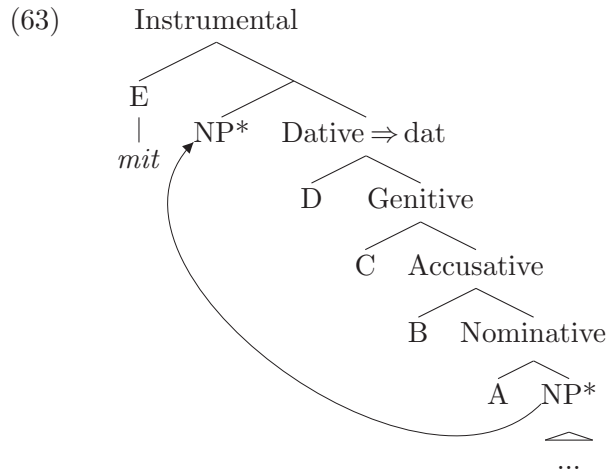 (63) Instrumental
E
mit
NP* Dative ⇒ dat
D Genitive
C Accusative
B Nominative
A NP*
...